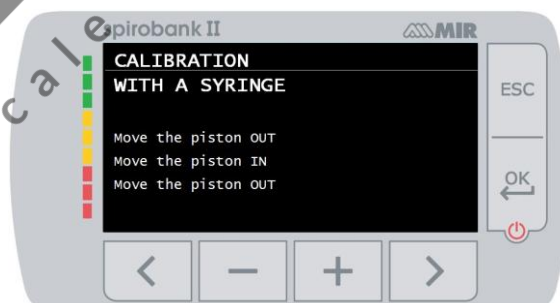 cale
spirobank II
MIR
CALIBRATION
WITH A SYRINGE
Move the piston OUT
Move the piston IN
Move the piston OUT
ESC
OK
< − + >